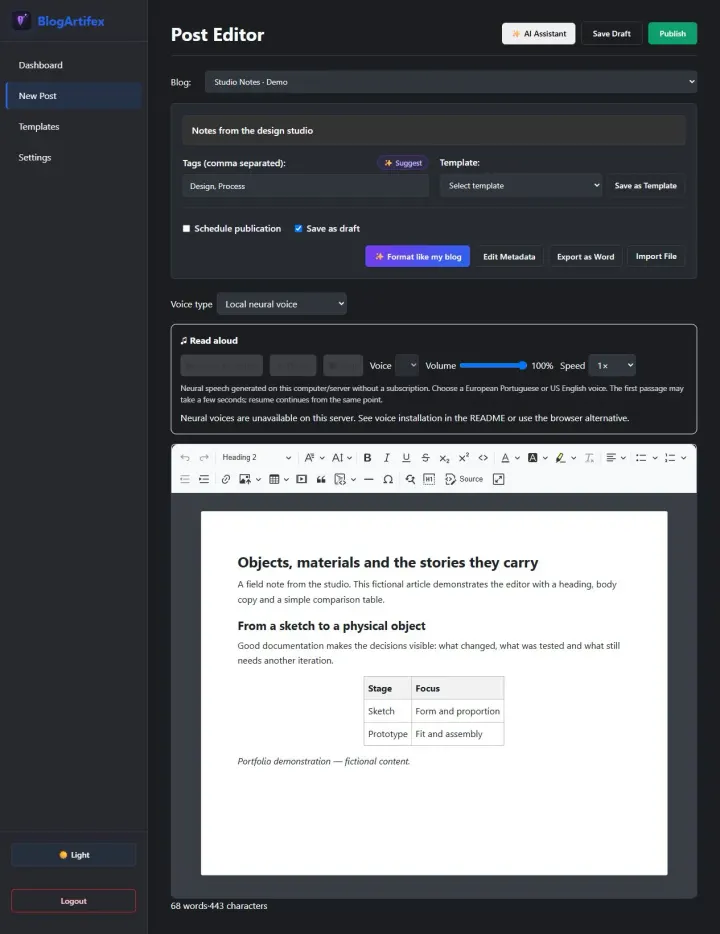 BlogArtifex
Dashboard
New Post
Templates
Settings
Light
Logout
Post Editor
✨ AI Assistant
Save Draft
Publish
Blog:
Studio Notes - Demo
Notes from the design studio
Tags (comma separated):
✨ Suggest
Template:
Design, Process
Select template
Save as Template
Schedule publication
Save as draft
✨ Format like my blog
Edit Metadata
Export as Word
Import File
Voice type
Local neural voice
♫ Read aloud
Voice
Volume
100%
Speed
1×
Neural speech generated on this computer/server without a subscription. Choose a European Portuguese or US English voice. The first passage may
take a few seconds; resume continues from the same point.
Neural voices are unavailable on this server. See voice installation in the README or use the browser alternative.
Heading 2
Source
Objects, materials and the stories they carry
A field note from the studio. This fictional article demonstrates the editor with a heading, body
copy and a simple comparison table.
From a sketch to a physical object
Good documentation makes the decisions visible: what changed, what was tested and what still
needs another iteration.
Stage Focus
Sketch Form and proportion
Prototype Fit and assembly
Portfolio demonstration — fictional content.
68 words·443 characters